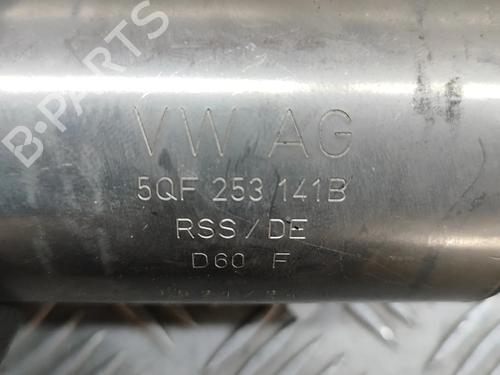 B-PARTS
VW AG
5QF 253 141B
RSS/DE
D60 F